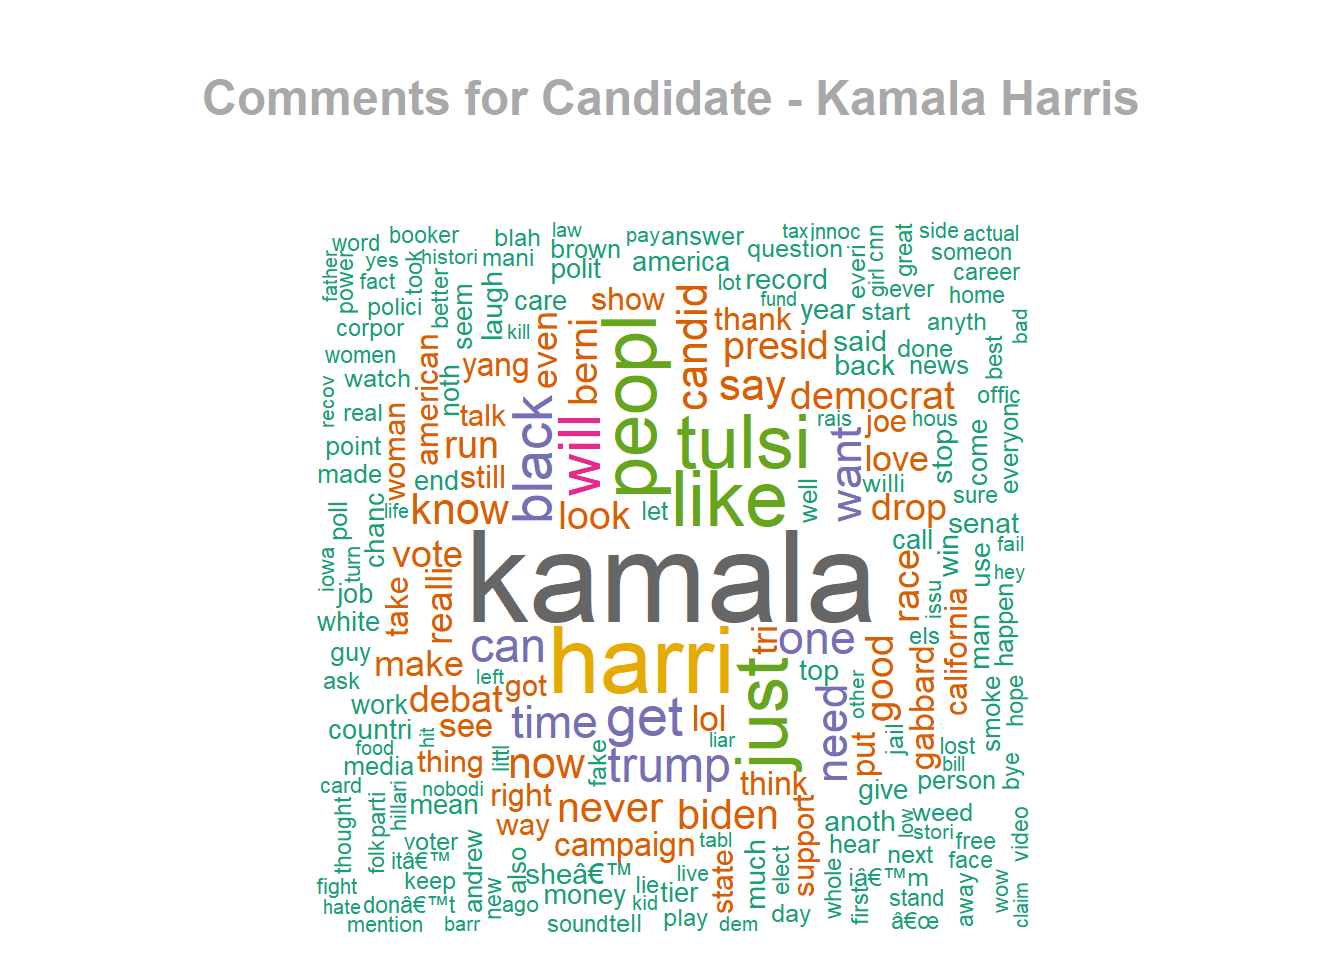 Comments for Candidate - Kamala Harris
law
booker
blah
word
brown
pay
answer
tax
innoc
side
actual
yes
histori
mani
polit
america
question
everi
cnn
great
someon
father
power
fact
took
better
seem
laugh
care
show
lot
record
girl
ever
career
home
polici
corpor
kill
fund
year
start
anyth
bad
women
watch
yang
even
berni
peopl
candid
thank
presid
said
back
done
news
best
recov
real
noth
american
talk
black
will
say
democrat
offic
rais
joe
hous
point
woman
run
tulsi
want
love
stop
come
everyon
made
end
still
like
well
willi
sure
poll
chanc
life
know
look
let
drop
senat
iowa
turn
vote
kamala
call
win
use
fail
hey
job
take
realli
race
issu
california
white
guy
can
harri
tri
one
els
man
happen
ask
make
left
got
just
top
good
gabbard
work
debat
need
other
smoke
hope
countri
see
time
get
lol
put
jail
lost
food
hit
littl
liar
bill
media
thing
now
fake
trump
think
give
person
bye
card
nobodi
right
never
biden
thought
folk
parti
hillari
mean
way
campaign
tabl
support
anoth
low
weed
stori
video
voter
itâ€™
andrew
also
state
much
elect
hear
next
free
face
fight
keep
new
sheâ€™
live
whole
iâ€™m
hate
donâ€™t
ago
money
lie
kid
tier
day
first
stand
away
wow
claim
mention
barr
sound
tell
play
dem
â€œ